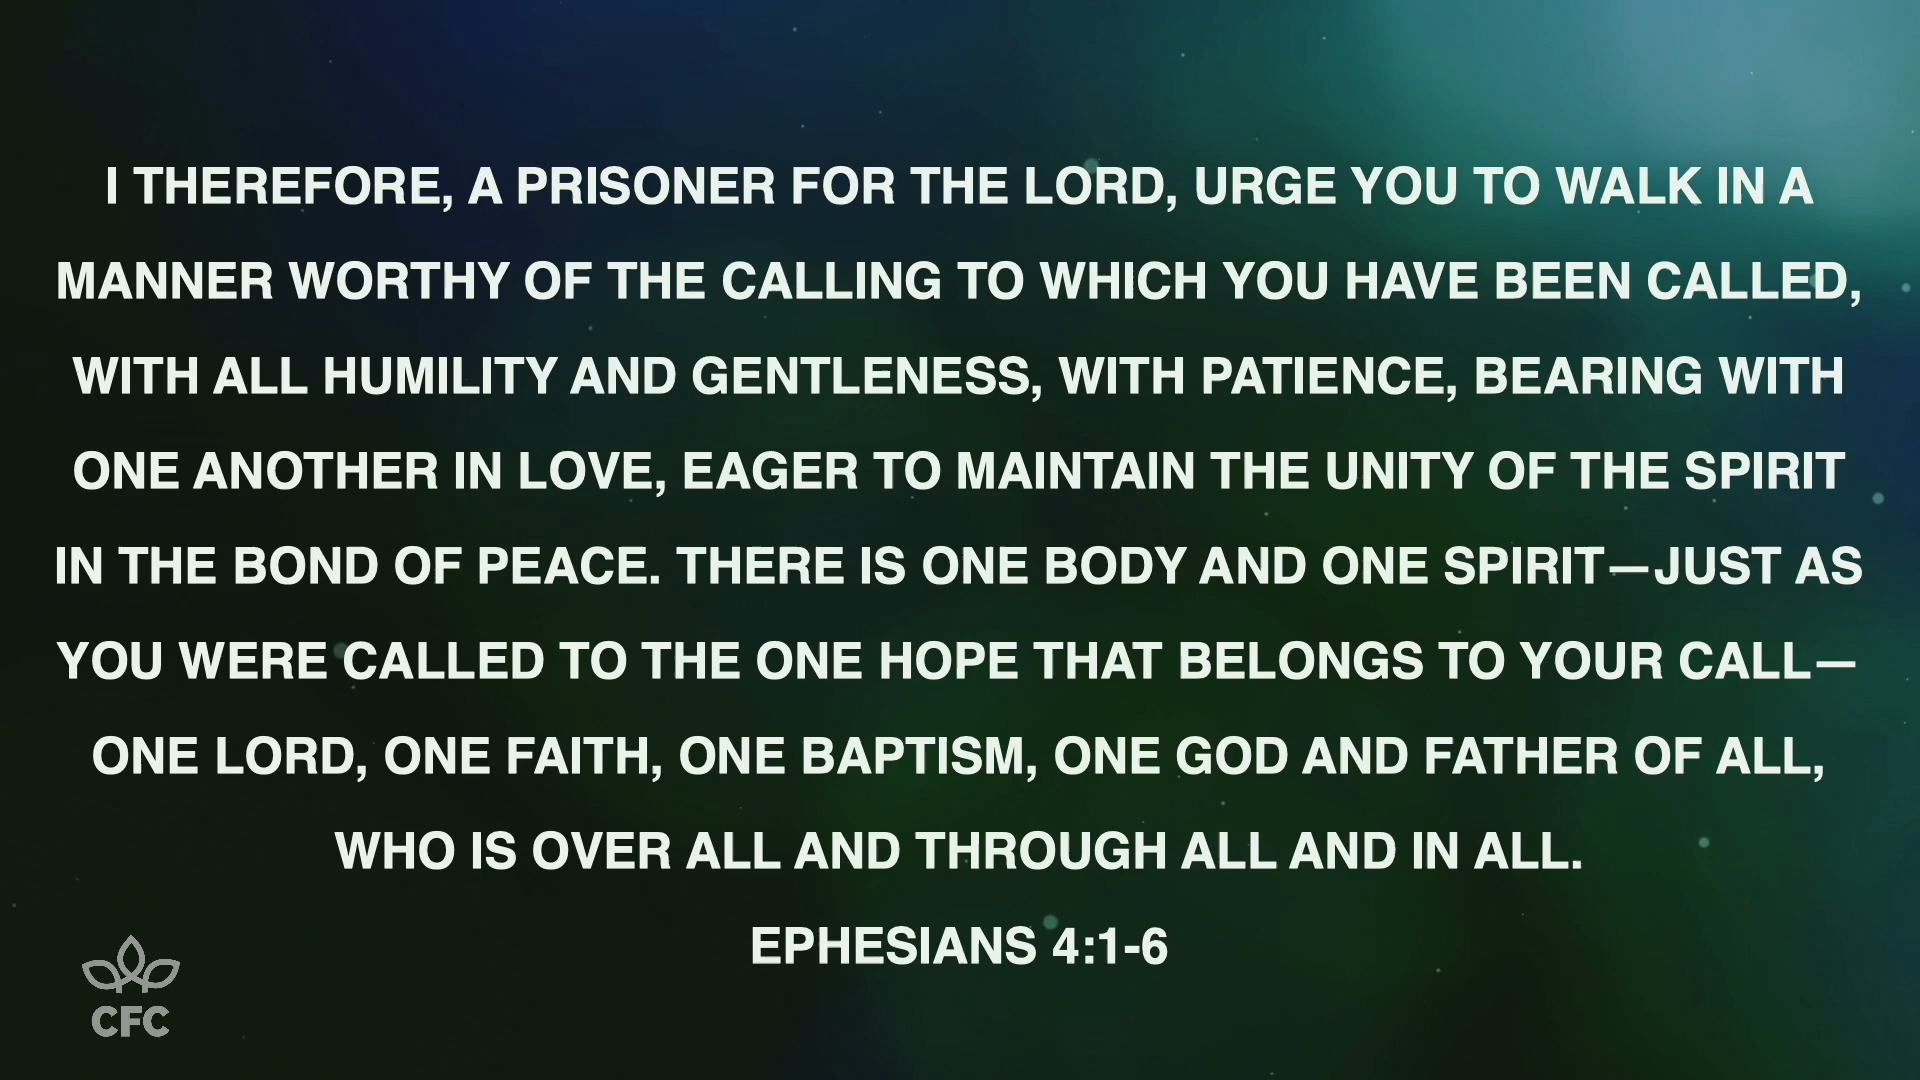 I THEREFORE, A PRISONER FOR THE LORD, URGE YOU TO WALK IN A
MANNER WORTHY OF THE CALLING TO WHICH YOU HAVE BEEN CALLED,
WITH ALL HUMILITY AND GENTLENESS, WITH PATIENCE, BEARING WITH
ONE ANOTHER IN LOVE, EAGER TO MAINTAIN THE UNITY OF THE SPIRIT
IN THE BOND OF PEACE. THERE IS ONE BODY AND ONE SPIRIT—JUST AS
YOU WERE CALLED TO THE ONE HOPE THAT BELONGS TO YOUR CALL—
ONE LORD, ONE FAITH, ONE BAPTISM, ONE GOD AND FATHER OF ALL,
WHO IS OVER ALL AND THROUGH ALL AND IN ALL.
EPHESIANS 4:1-6
CFC